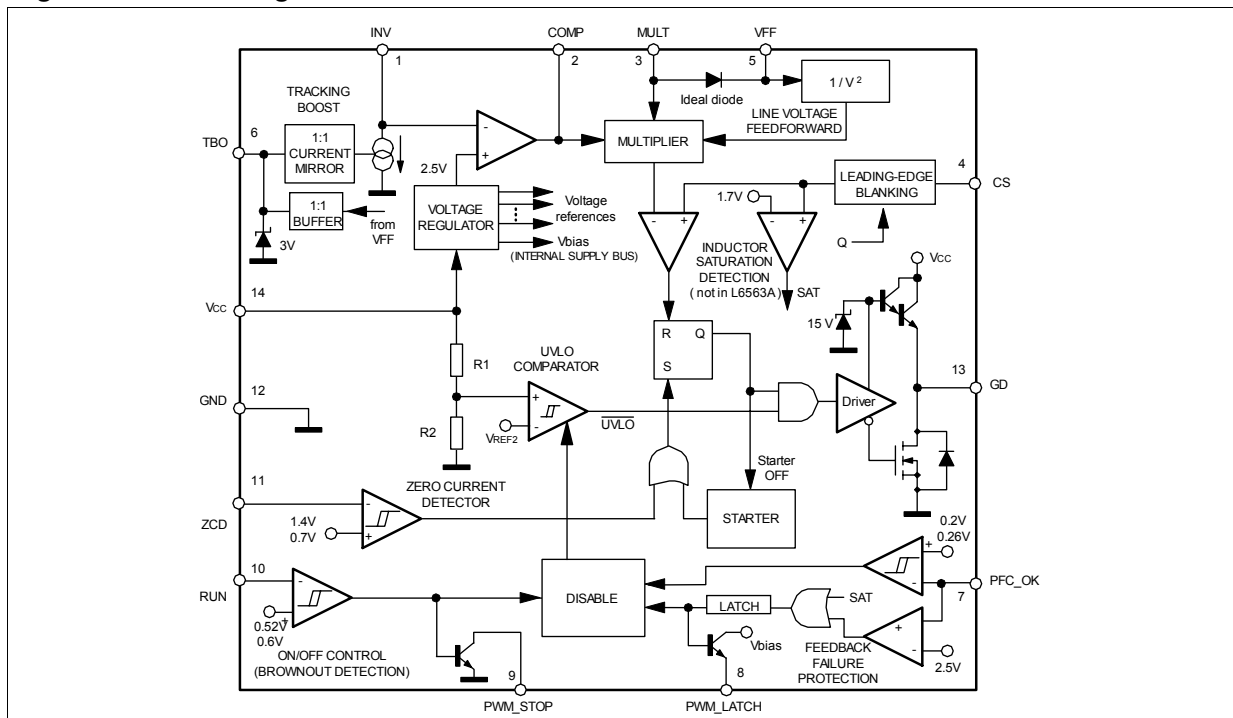 INV
COMP
MULT
VFF
1
2
3
5
TRACKING
BOOST
Ideal diode
1 / V 2
LINE VOLTAGE
FEEDFORWARD
TBO
6
1:1
CURRENT
MIRROR
-
+
MULTIPLIER
2.5V
4
CS
LEADING-EDGE
BLANKING
1:1
BUFFER
from
VFF
3V
VOLTAGE
REGULATOR
Voltage
references
Vbias
(INTERNAL SUPPLY BUS)
1.7V
-
+
-
+
Q
INDUCTOR
SATURATION
DETECTION
( not in L6563A )
SAT
Vcc
15 V
Vcc
14
R1
R
Q
S
UVLO
COMPARATOR
13
GD
GND
12
R2
+
-
VREF2
UVLO
Driver
Starter
OFF
11
ZCD
ZERO CURRENT
DETECTOR
-
+
1.4V
0.7V
STARTER
0.2V
0.26V
+
-
PFC_OK
7
10
RUN
-
+
0.52V
0.6V
DISABLE
LATCH
SAT
+
-
2.5V
Vbias
ON/OFF CONTROL
(BROWNOUT DETECTION)
FEEDBACK
FAILURE
PROTECTION
9
8
PWM_STOP
PWM_LATCH